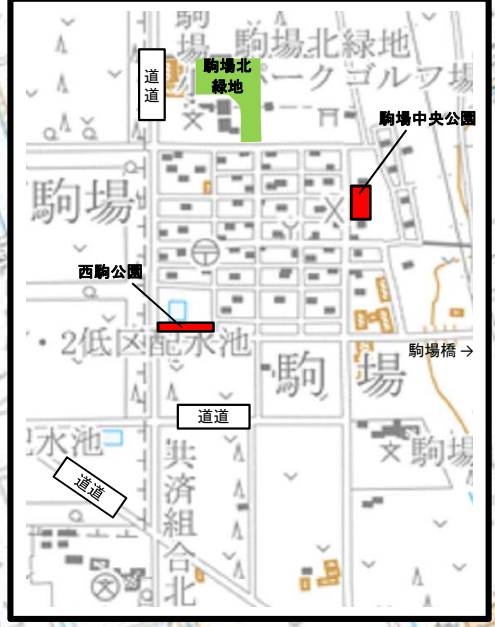 駒場
駒場北緑地
パークゴルフ場
道道
駒場北
緑地
駒場中央公園
駒場
西駒公園
・2低区配水池
駒場橋→
駒場
道道
水池
駒場
道道
共済組合北